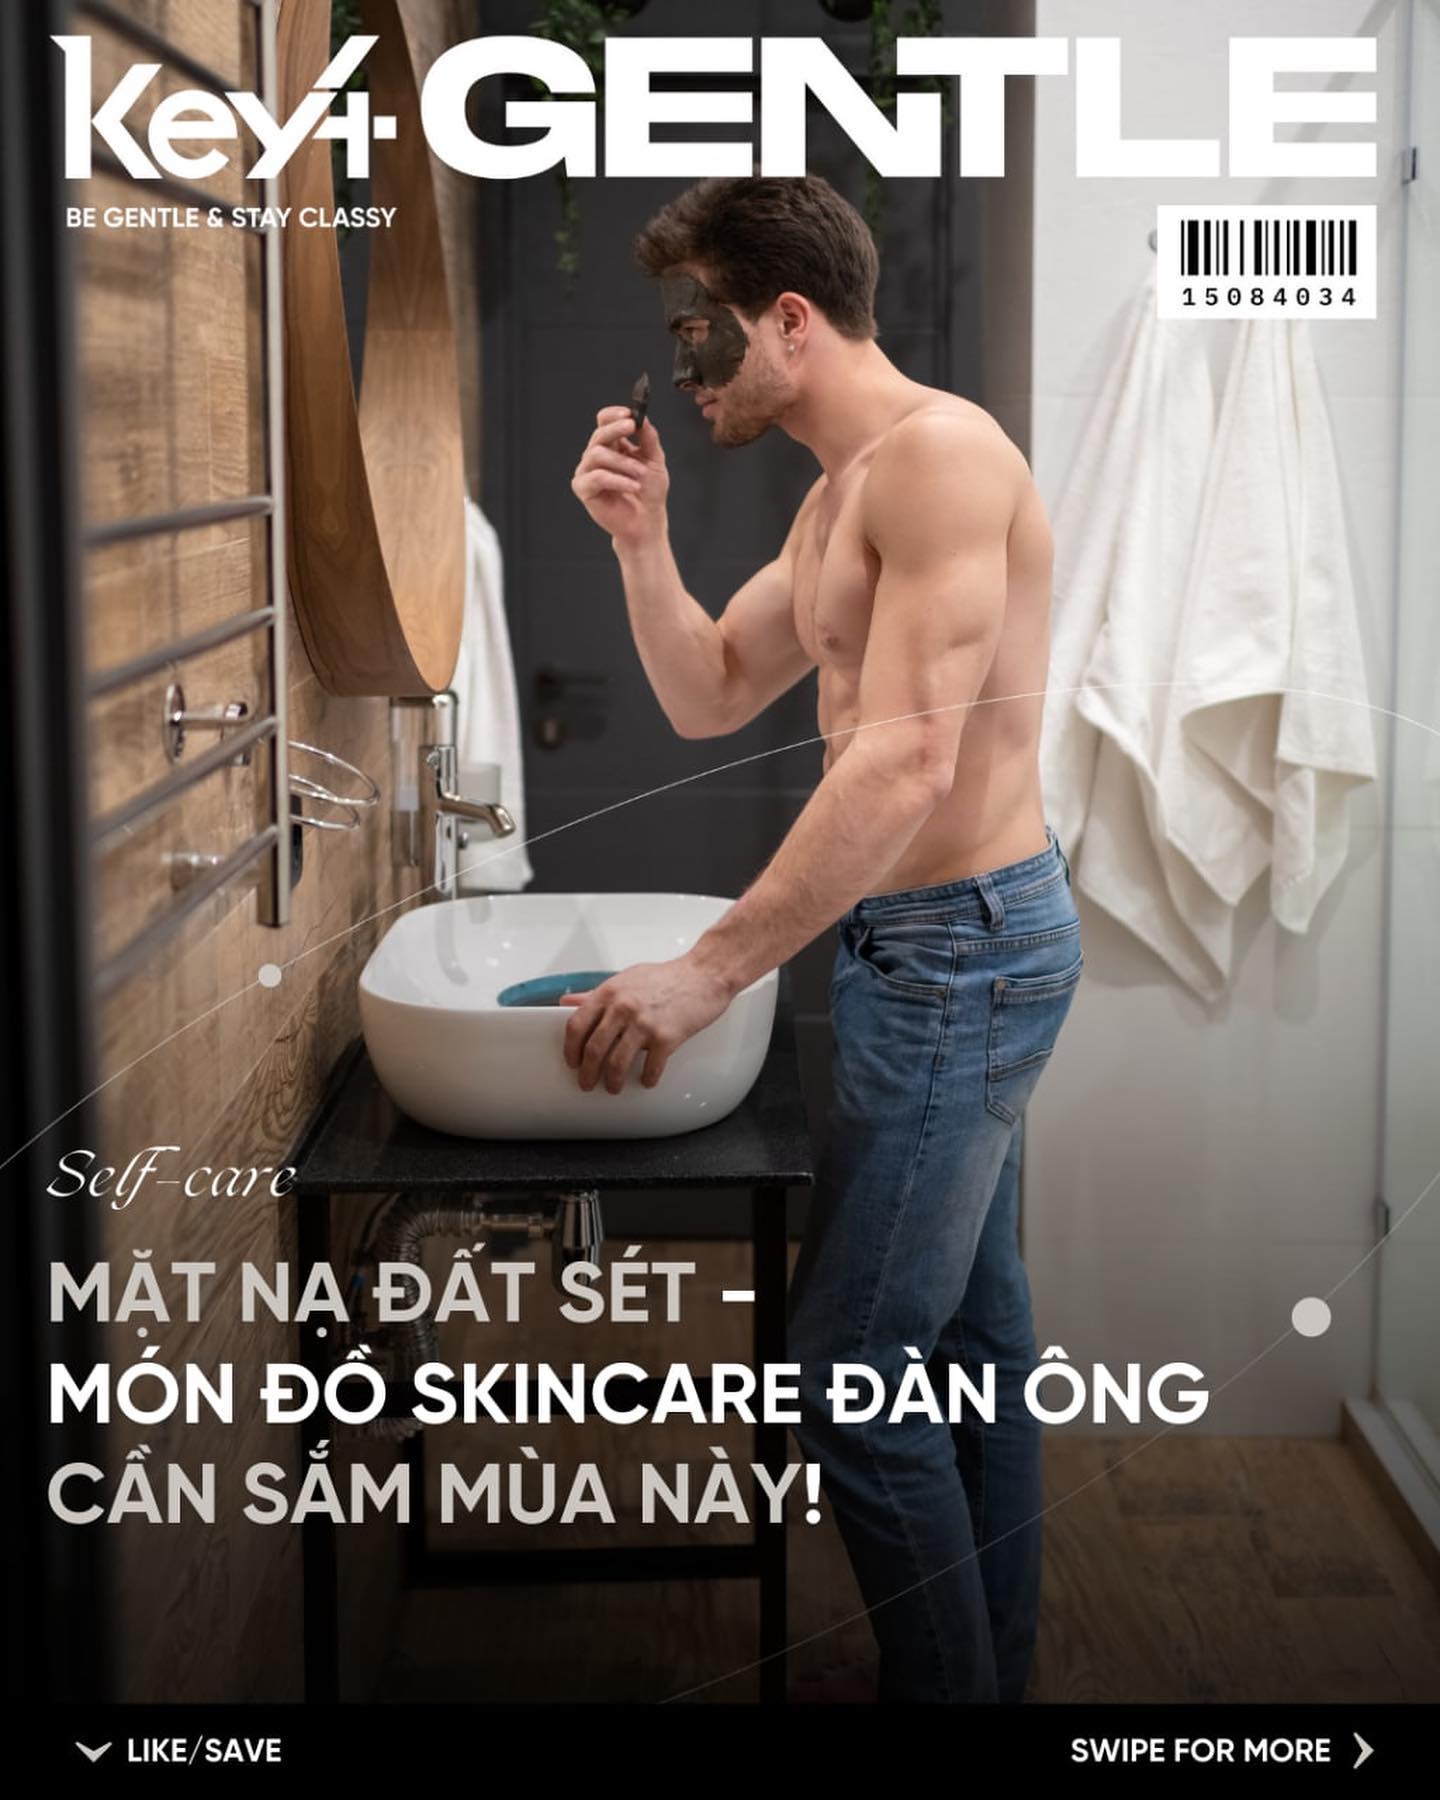 Key4+ GENTLE
BE GENTLE & STAY CLASSY
15084034
Self-care
MẶT NẠ ĐẤT SÉT -
MÓN ĐỒ SKINCARE ĐÀN ÔNG
CẦN SẮM MÙA NÀY!
LIKE/SAVE
SWIPE FOR MORE